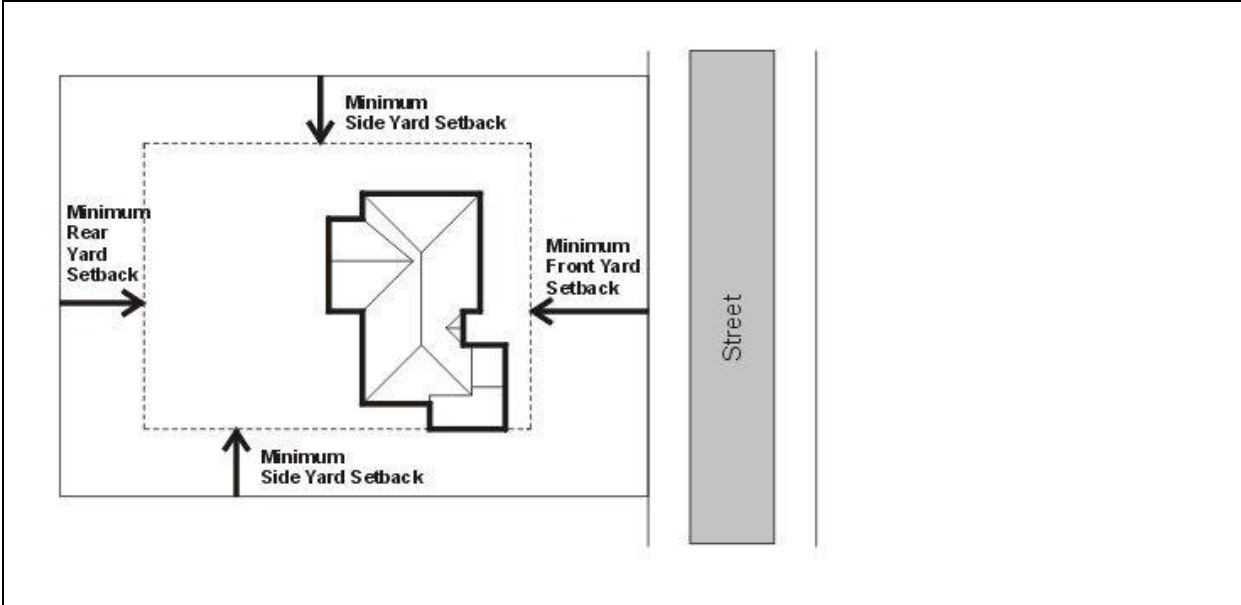 Minimum
Side Yard Setback
Minimum
Rear
Yard
Setback
Minimum
Front Yard
Setback
Street
Minimum
Side Yard Setback